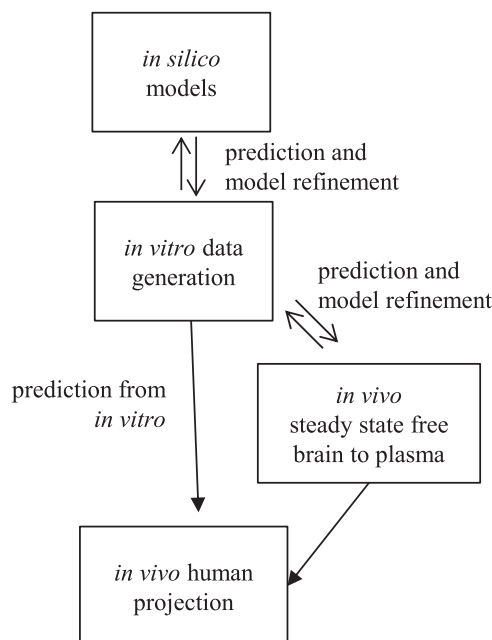 in silico
models
prediction and
model refinement
in vitro data
generation
prediction and
model refinement
prediction from
in vitro
in vivo
steady state free
brain to plasma
in vivo human
projection